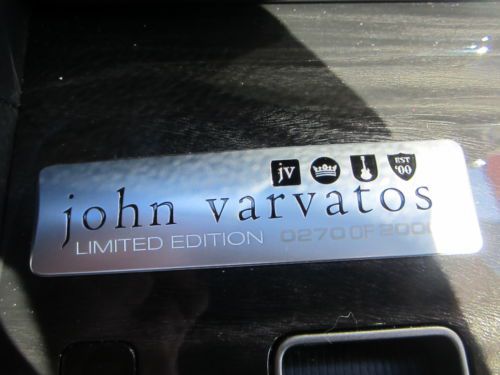 jv EST '00
john varvatos
LIMITED EDITION 0270 OF 2000